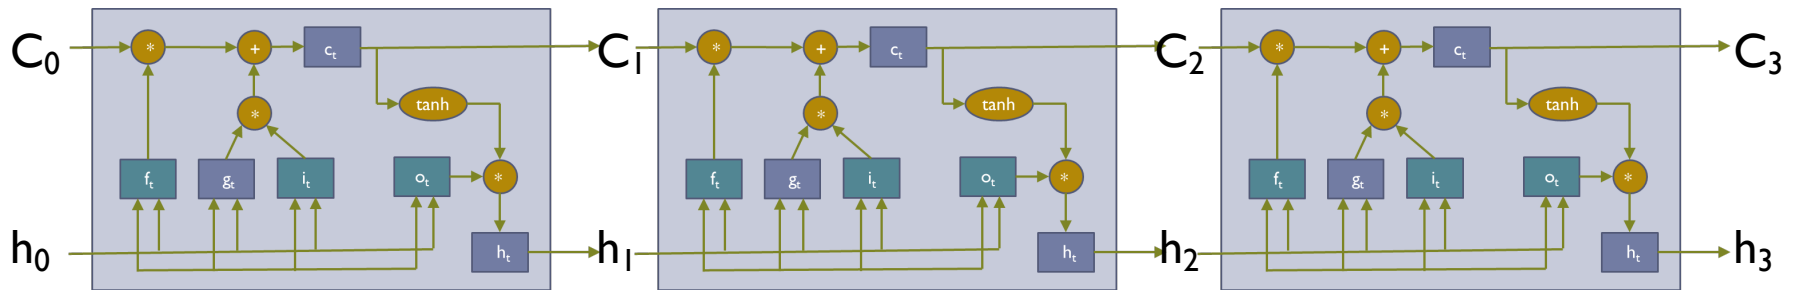 C0 * + ct C1 * + ct C2 * + ct C3
tanh tanh tanh
* * *
ft gt it ot * ft gt it ot * ft gt it ot *
h0 ht h1 ht h2 ht h3